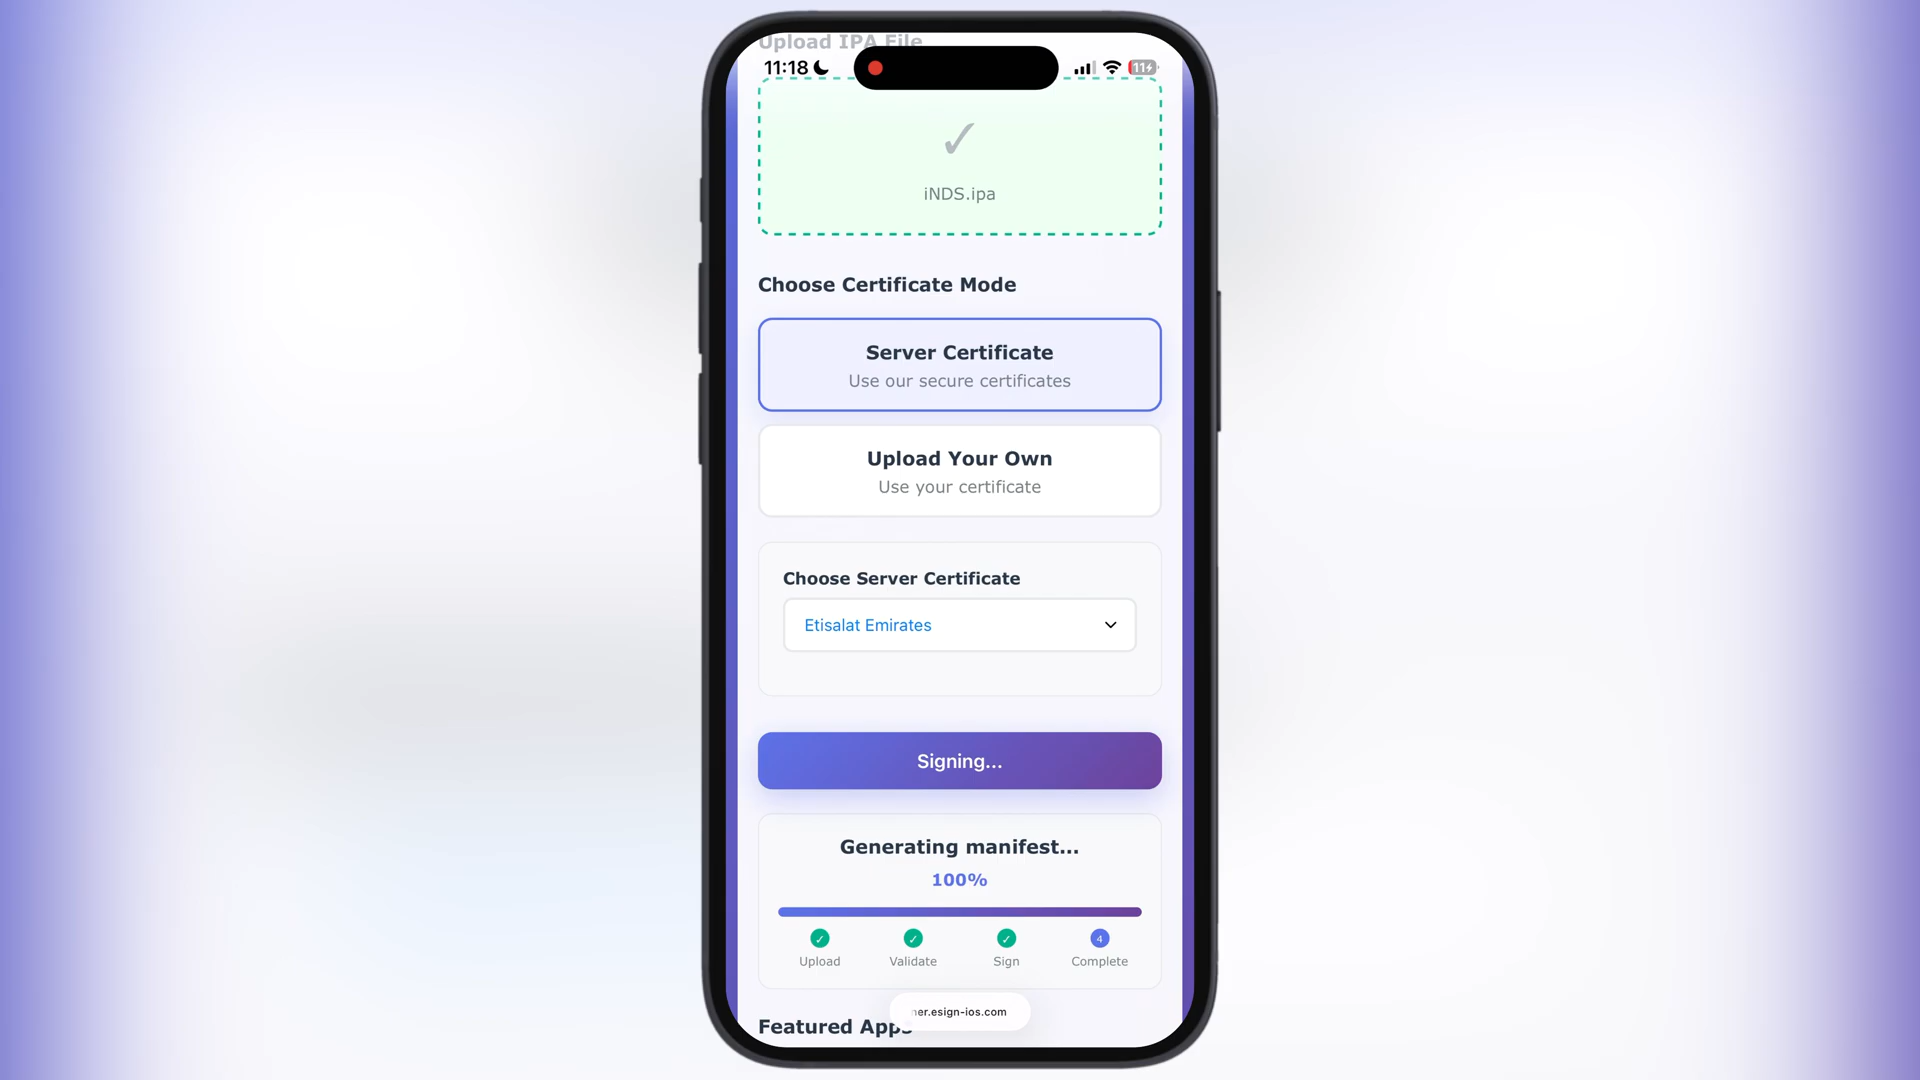 Upload IPA File
11:18
11
✓
iNDS.ipa
Choose Certificate Mode
Server Certificate
Use our secure certificates
Upload Your Own
Use your certificate
Choose Server Certificate
Etisalat Emirates
Signing...
Generating manifest...
100%
✓ ✓ ✓ 4
Upload Validate Sign Complete
ner.esign-ios.com
Featured Apps